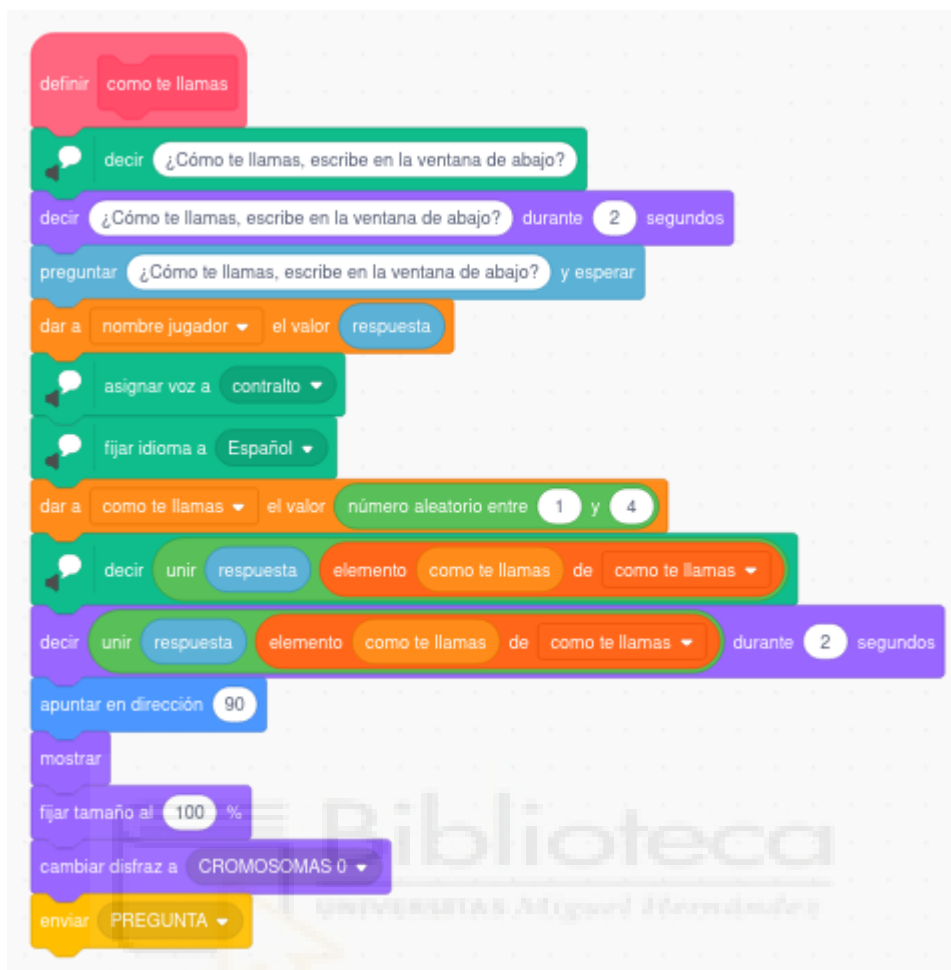 definir como te llamas
decir ¿Cómo te llamas, escribe en la ventana de abajo?
decir ¿Cómo te llamas, escribe en la ventana de abajo? durante 2 segundos
preguntar ¿Cómo te llamas, escribe en la ventana de abajo? y esperar
dar a nombre jugador el valor respuesta
asignar voz a contralto
fijar idioma a Español
dar a como te llamas el valor número aleatorio entre 1 y 4
decir unir respuesta elemento como te llamas de como te llamas
decir unir respuesta elemento como te llamas de como te llamas durante 2 segundos
apuntar en dirección 90
mostrar
fijar tamaño al 100 %
Biblioteca
cambiar disfraz a CROMOSOMAS 0
UNIVERSITAS Miguel Hernández
enviar PREGUNTA